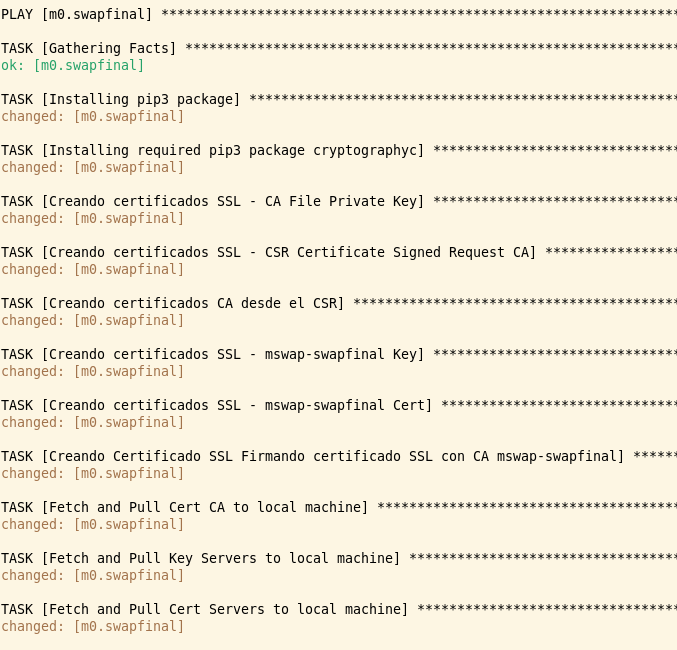 PLAY [m0.swapfinal] *****************************************************************
TASK [Gathering Facts] **************************************************************
ok: [m0.swapfinal]
TASK [Installing pip3 package] ******************************************************
changed: [m0.swapfinal]
TASK [Installing required pip3 package cryptographyc] *******************************
changed: [m0.swapfinal]
TASK [Creando certificados SSL - CA File Private Key] *******************************
changed: [m0.swapfinal]
TASK [Creando certificados SSL - CSR Certificate Signed Request CA] *****************
changed: [m0.swapfinal]
TASK [Creando certificados CA desde el CSR] *****************************************
changed: [m0.swapfinal]
TASK [Creando certificados SSL - mswap-swapfinal Key] *******************************
changed: [m0.swapfinal]
TASK [Creando certificados SSL - mswap-swapfinal Cert] ******************************
changed: [m0.swapfinal]
TASK [Creando Certificado SSL Firmando certificado SSL con CA mswap-swapfinal] ******
changed: [m0.swapfinal]
TASK [Fetch and Pull Cert CA to local machine] **************************************
changed: [m0.swapfinal]
TASK [Fetch and Pull Key Servers to local machine] **********************************
changed: [m0.swapfinal]
TASK [Fetch and Pull Cert Servers to local machine] *********************************
changed: [m0.swapfinal]